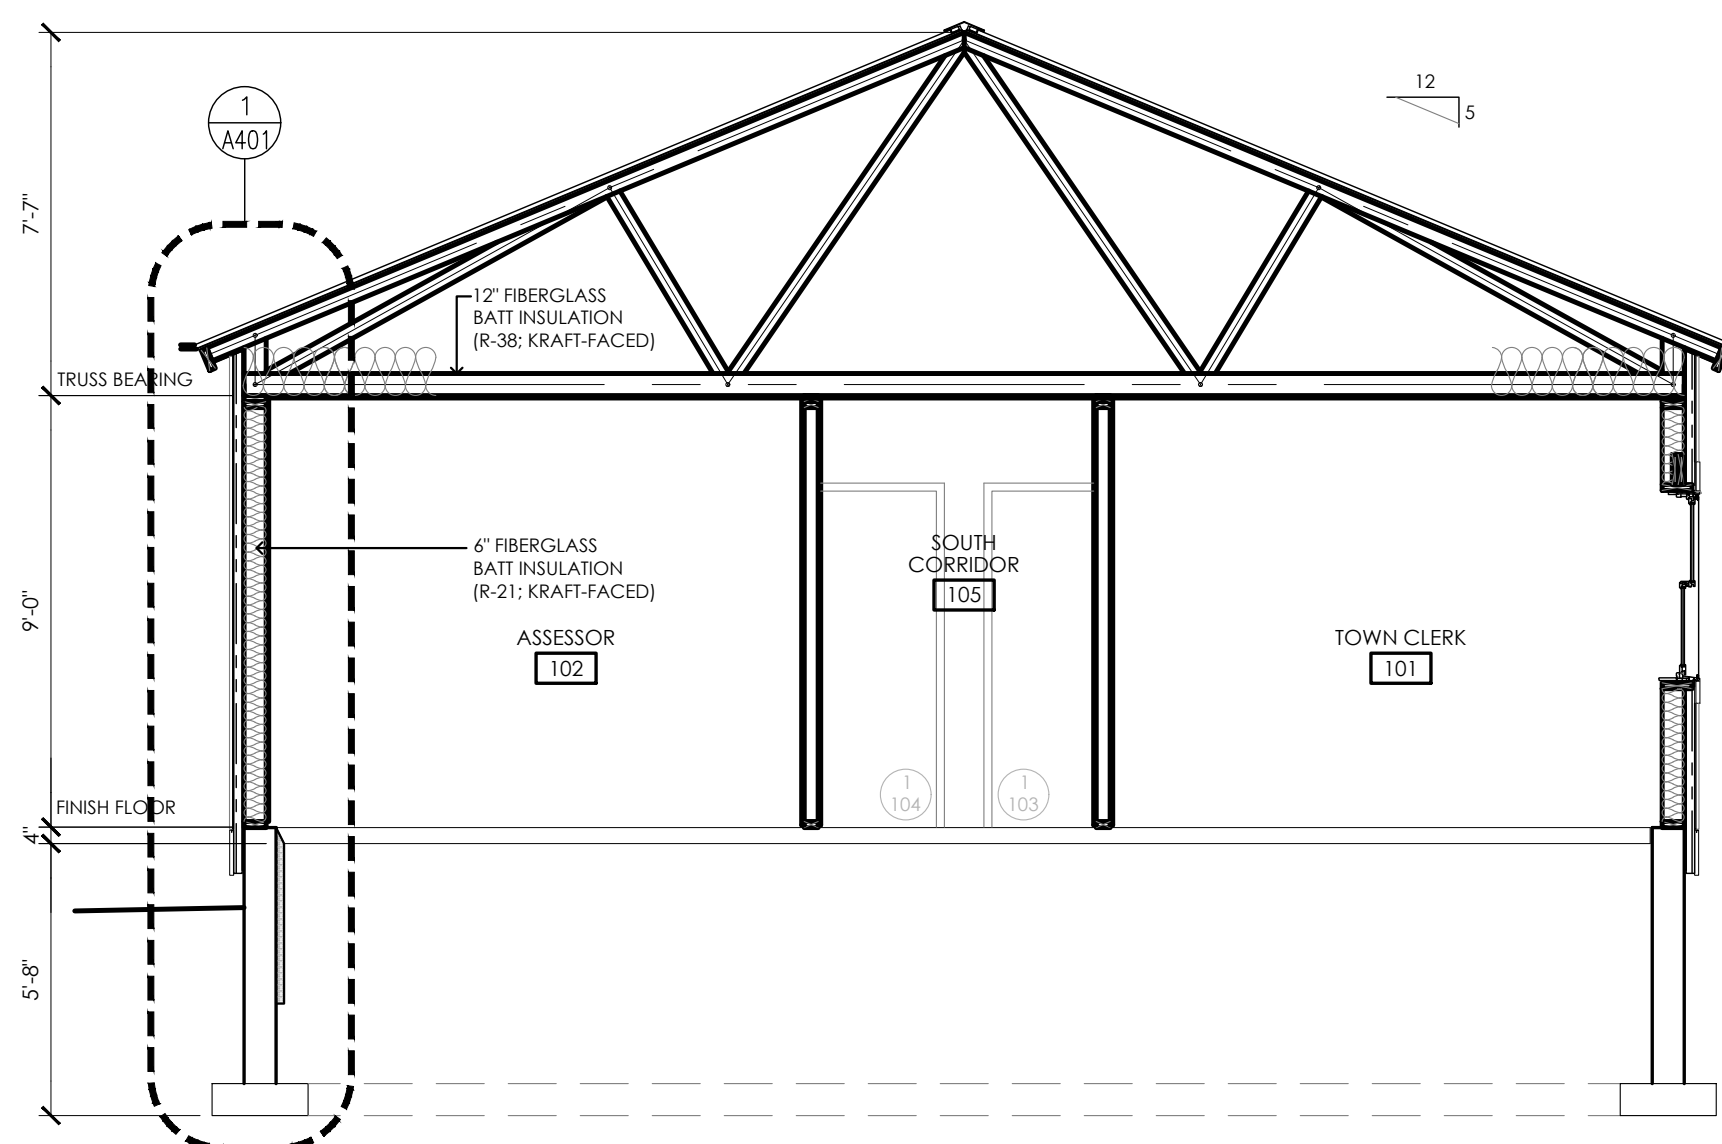 12
5
1
A401
7'-7"
12" FIBERGLASS
BATT INSULATION
(R-38; KRAFT-FACED)
TRUSS BEARING
9'-0"
6" FIBERGLASS
BATT INSULATION
(R-21; KRAFT-FACED)
SOUTH
CORRIDOR
105
ASSESSOR
102
TOWN CLERK
101
1
104
1
103
FINISH FLOOR
4"
5'-8"